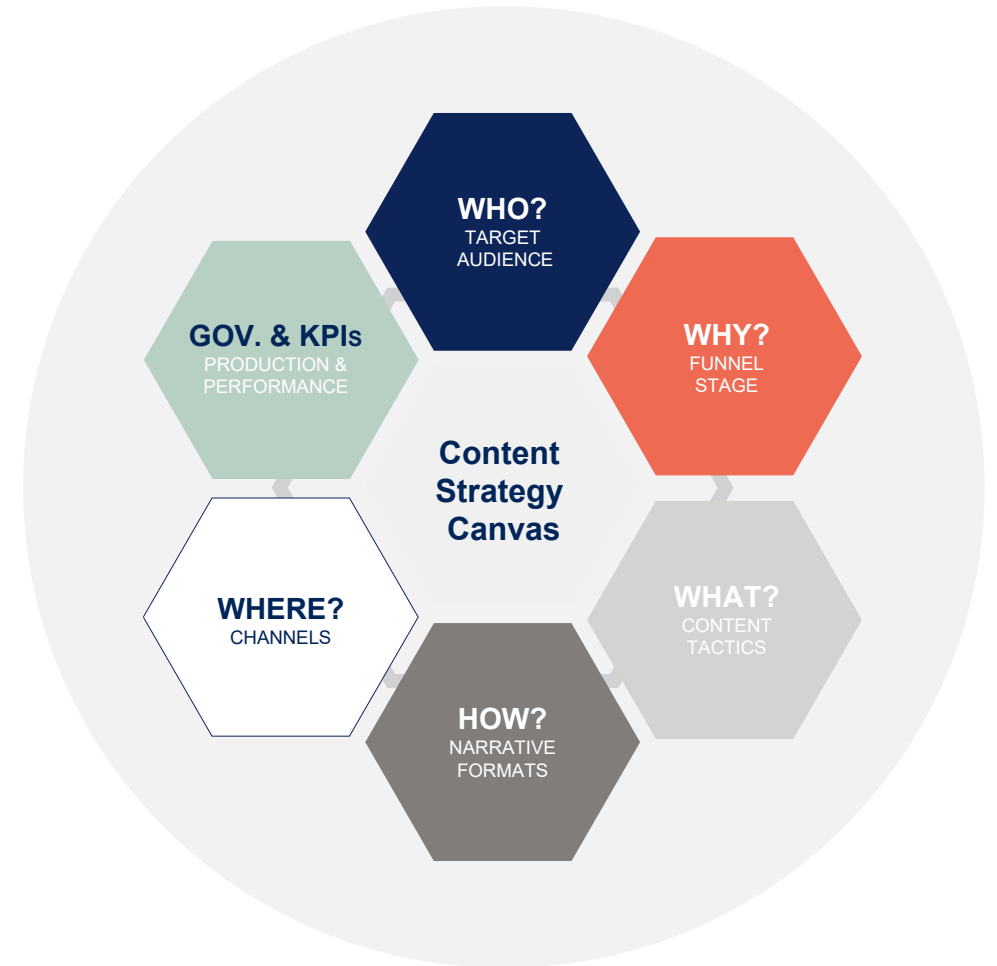 WHO?
TARGET
AUDIENCE
WHY?
FUNNEL
STAGE
WHAT?
CONTENT
TACTICS
HOW?
NARRATIVE
FORMATS
WHERE?
CHANNELS
GOV. & KPIs
PRODUCTION &
PERFORMANCE
Content
Strategy
Canvas